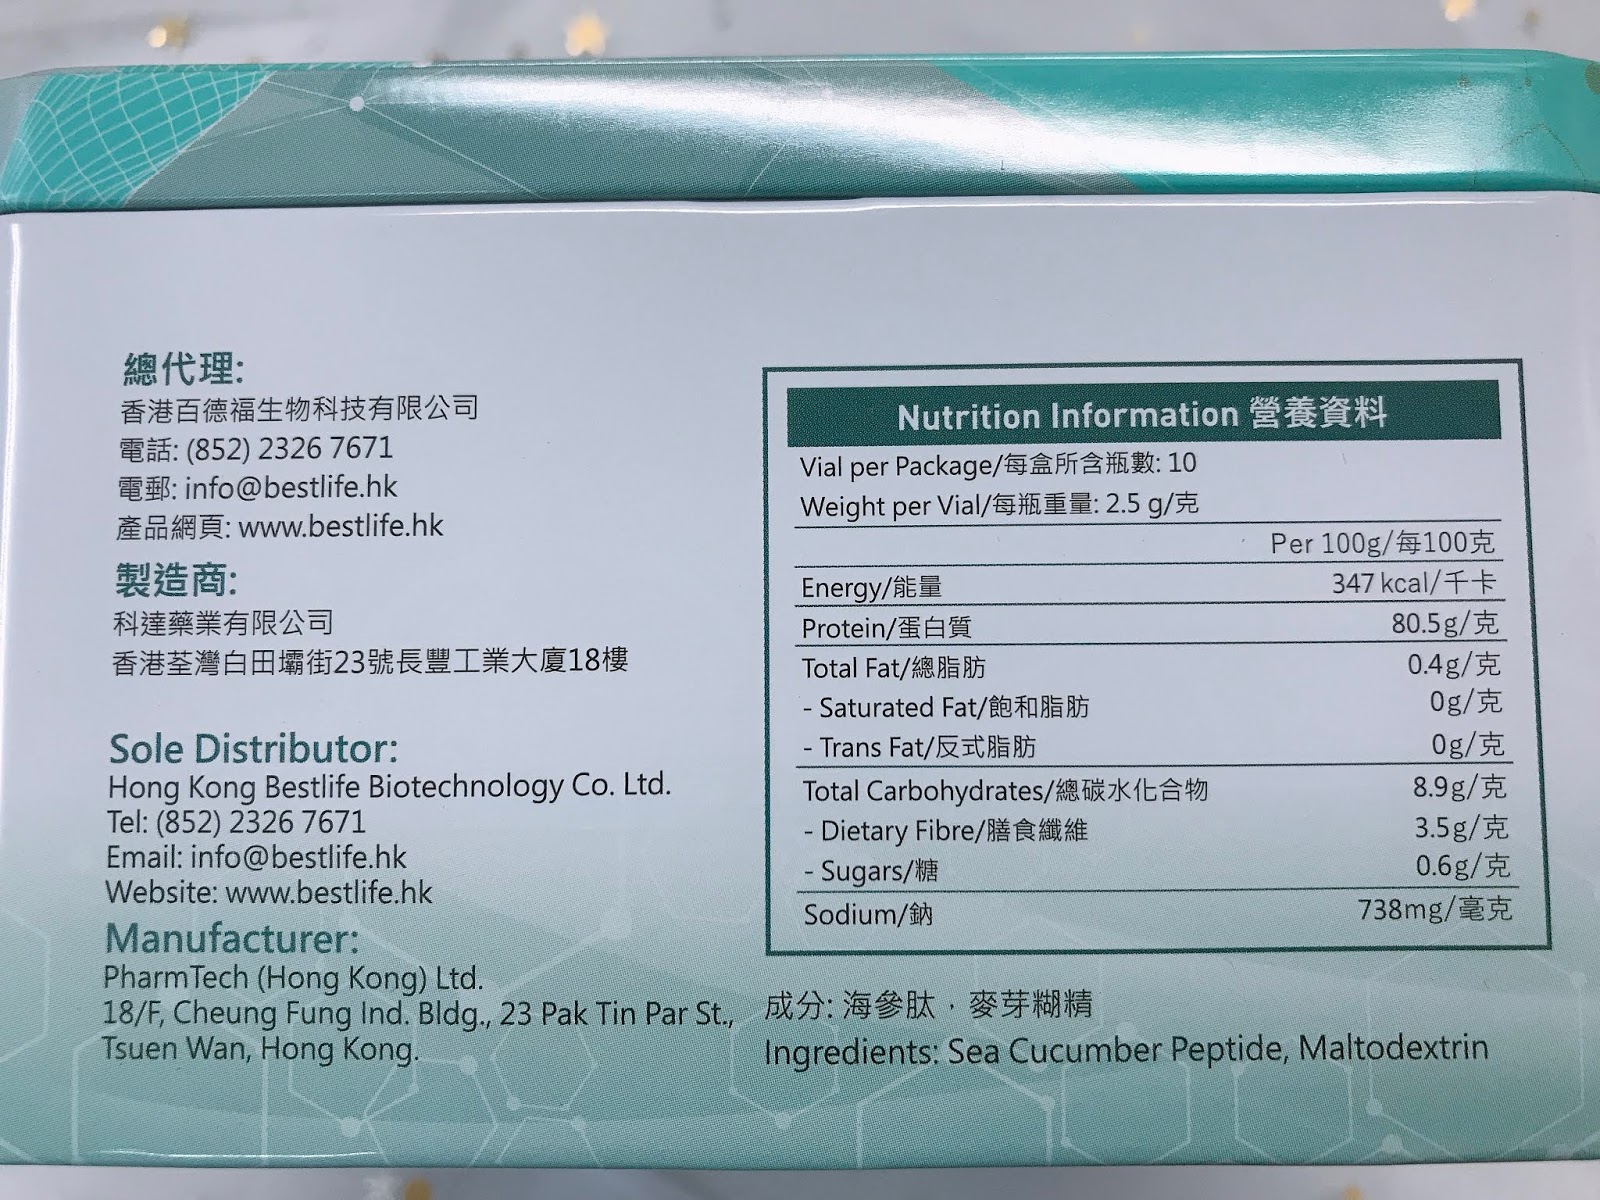 總代理:
香港百德福生物科技有限公司
電話: (852) 2326 7671
電郵: info@bestlife.hk
產品網頁: www.bestlife.hk
製造商:
科達藥業有限公司
香港荃灣白田壩街23號長豐工業大廈18樓
Sole Distributor:
Hong Kong Bestlife Biotechnology Co. Ltd.
Tel: (852) 2326 7671
Email: info@bestlife.hk
Website: www.bestlife.hk
Manufacturer:
PharmTech (Hong Kong) Ltd.
18/F, Cheung Fung Ind. Bldg., 23 Pak Tin Par St.,
Tsuen Wan, Hong Kong.
Nutrition Information 營養資料
Vial per Package/每盒所含瓶數: 10
Weight per Vial/每瓶重量: 2.5 g/克
Per 100g/每100克
Energy/能量 347 kcal/千卡
Protein/蛋白質 80.5g/克
Total Fat/總脂肪 0.4g/克
- Saturated Fat/飽和脂肪 0g/克
- Trans Fat/反式脂肪 0g/克
Total Carbohydrates/總碳水化合物 8.9g/克
- Dietary Fibre/膳食纖維 3.5g/克
- Sugars/糖 0.6g/克
Sodium/鈉 738mg/毫克
成分: 海參肽，麥芽糊精
Ingredients: Sea Cucumber Peptide, Maltodextrin